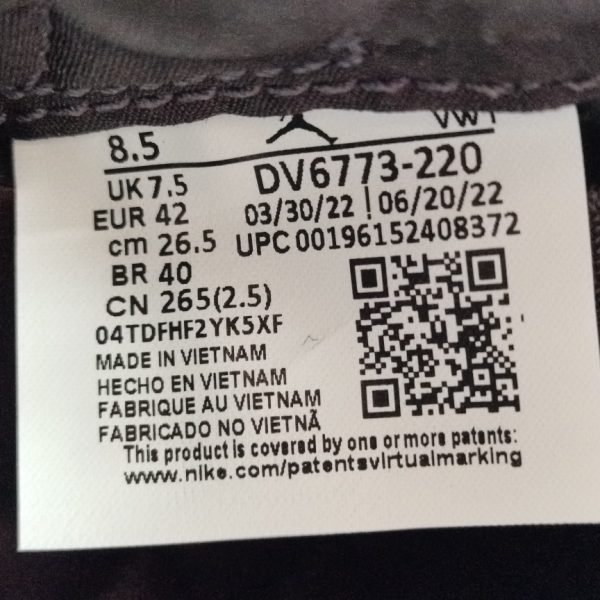 8.5
VW1
DV6773-220
UK 7.5
03/30/22 | 06/20/22
EUR 42
UPC 00196152408372
cm 26.5
BR 40
CN 265(2.5)
04TDFHF2YK5XF
MADE IN VIETNAM
HECHO EN VIETNAM
FABRIQUE AU VIETNAM
FABRICADO NO VIETNÃ
This product is covered by one or more patents:
www.nike.com/patentsvirtualmarking